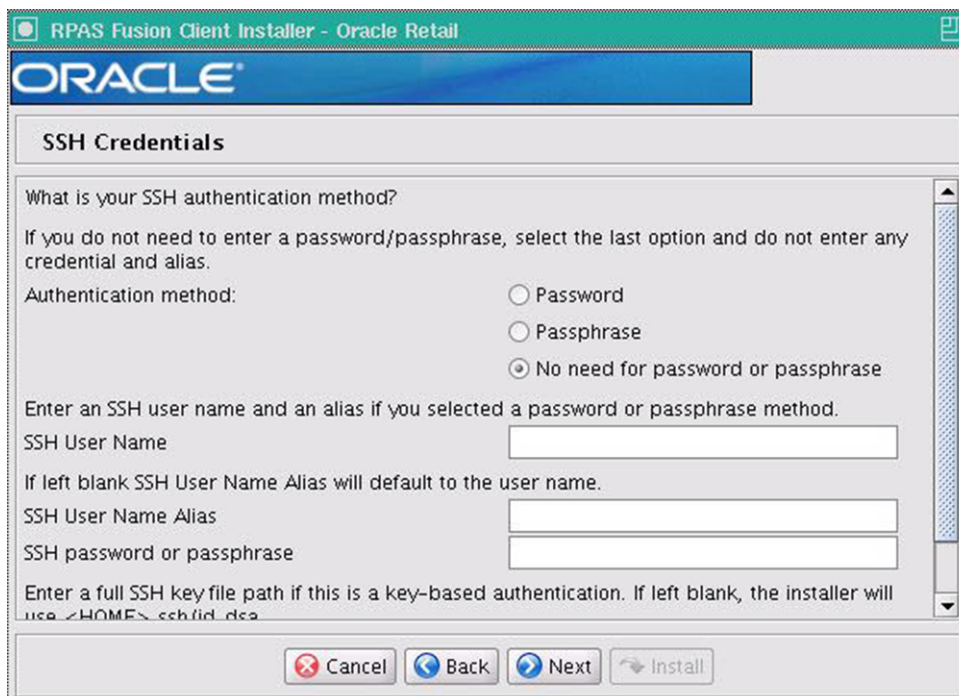 RPAS Fusion Client Installer - Oracle Retail
ORACLE®
SSH Credentials
What is your SSH authentication method?
If you do not need to enter a password/passphrase, select the last option and do not enter any
credential and alias.
Authentication method:
Password
Passphrase
No need for password or passphrase
Enter an SSH user name and an alias if you selected a password or passphrase method.
SSH User Name
If left blank SSH User Name Alias will default to the user name.
SSH User Name Alias
SSH password or passphrase
Enter a full SSH key file path if this is a key-based authentication. If left blank, the installer will
use <HOME> ssh/id_dsa
Cancel Back Next Install